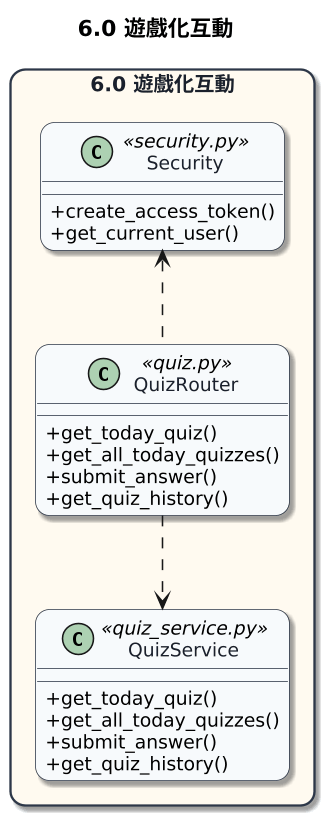 6.0 遊戲化互動
6.0 遊戲化互動
C
«security.py»
Security
+create_access_token()
+get_current_user()
C
«quiz.py»
QuizRouter
+get_today_quiz()
+get_all_today_quizzes()
+submit_answer()
+get_quiz_history()
C
«quiz_service.py»
QuizService
+get_today_quiz()
+get_all_today_quizzes()
+submit_answer()
+get_quiz_history()